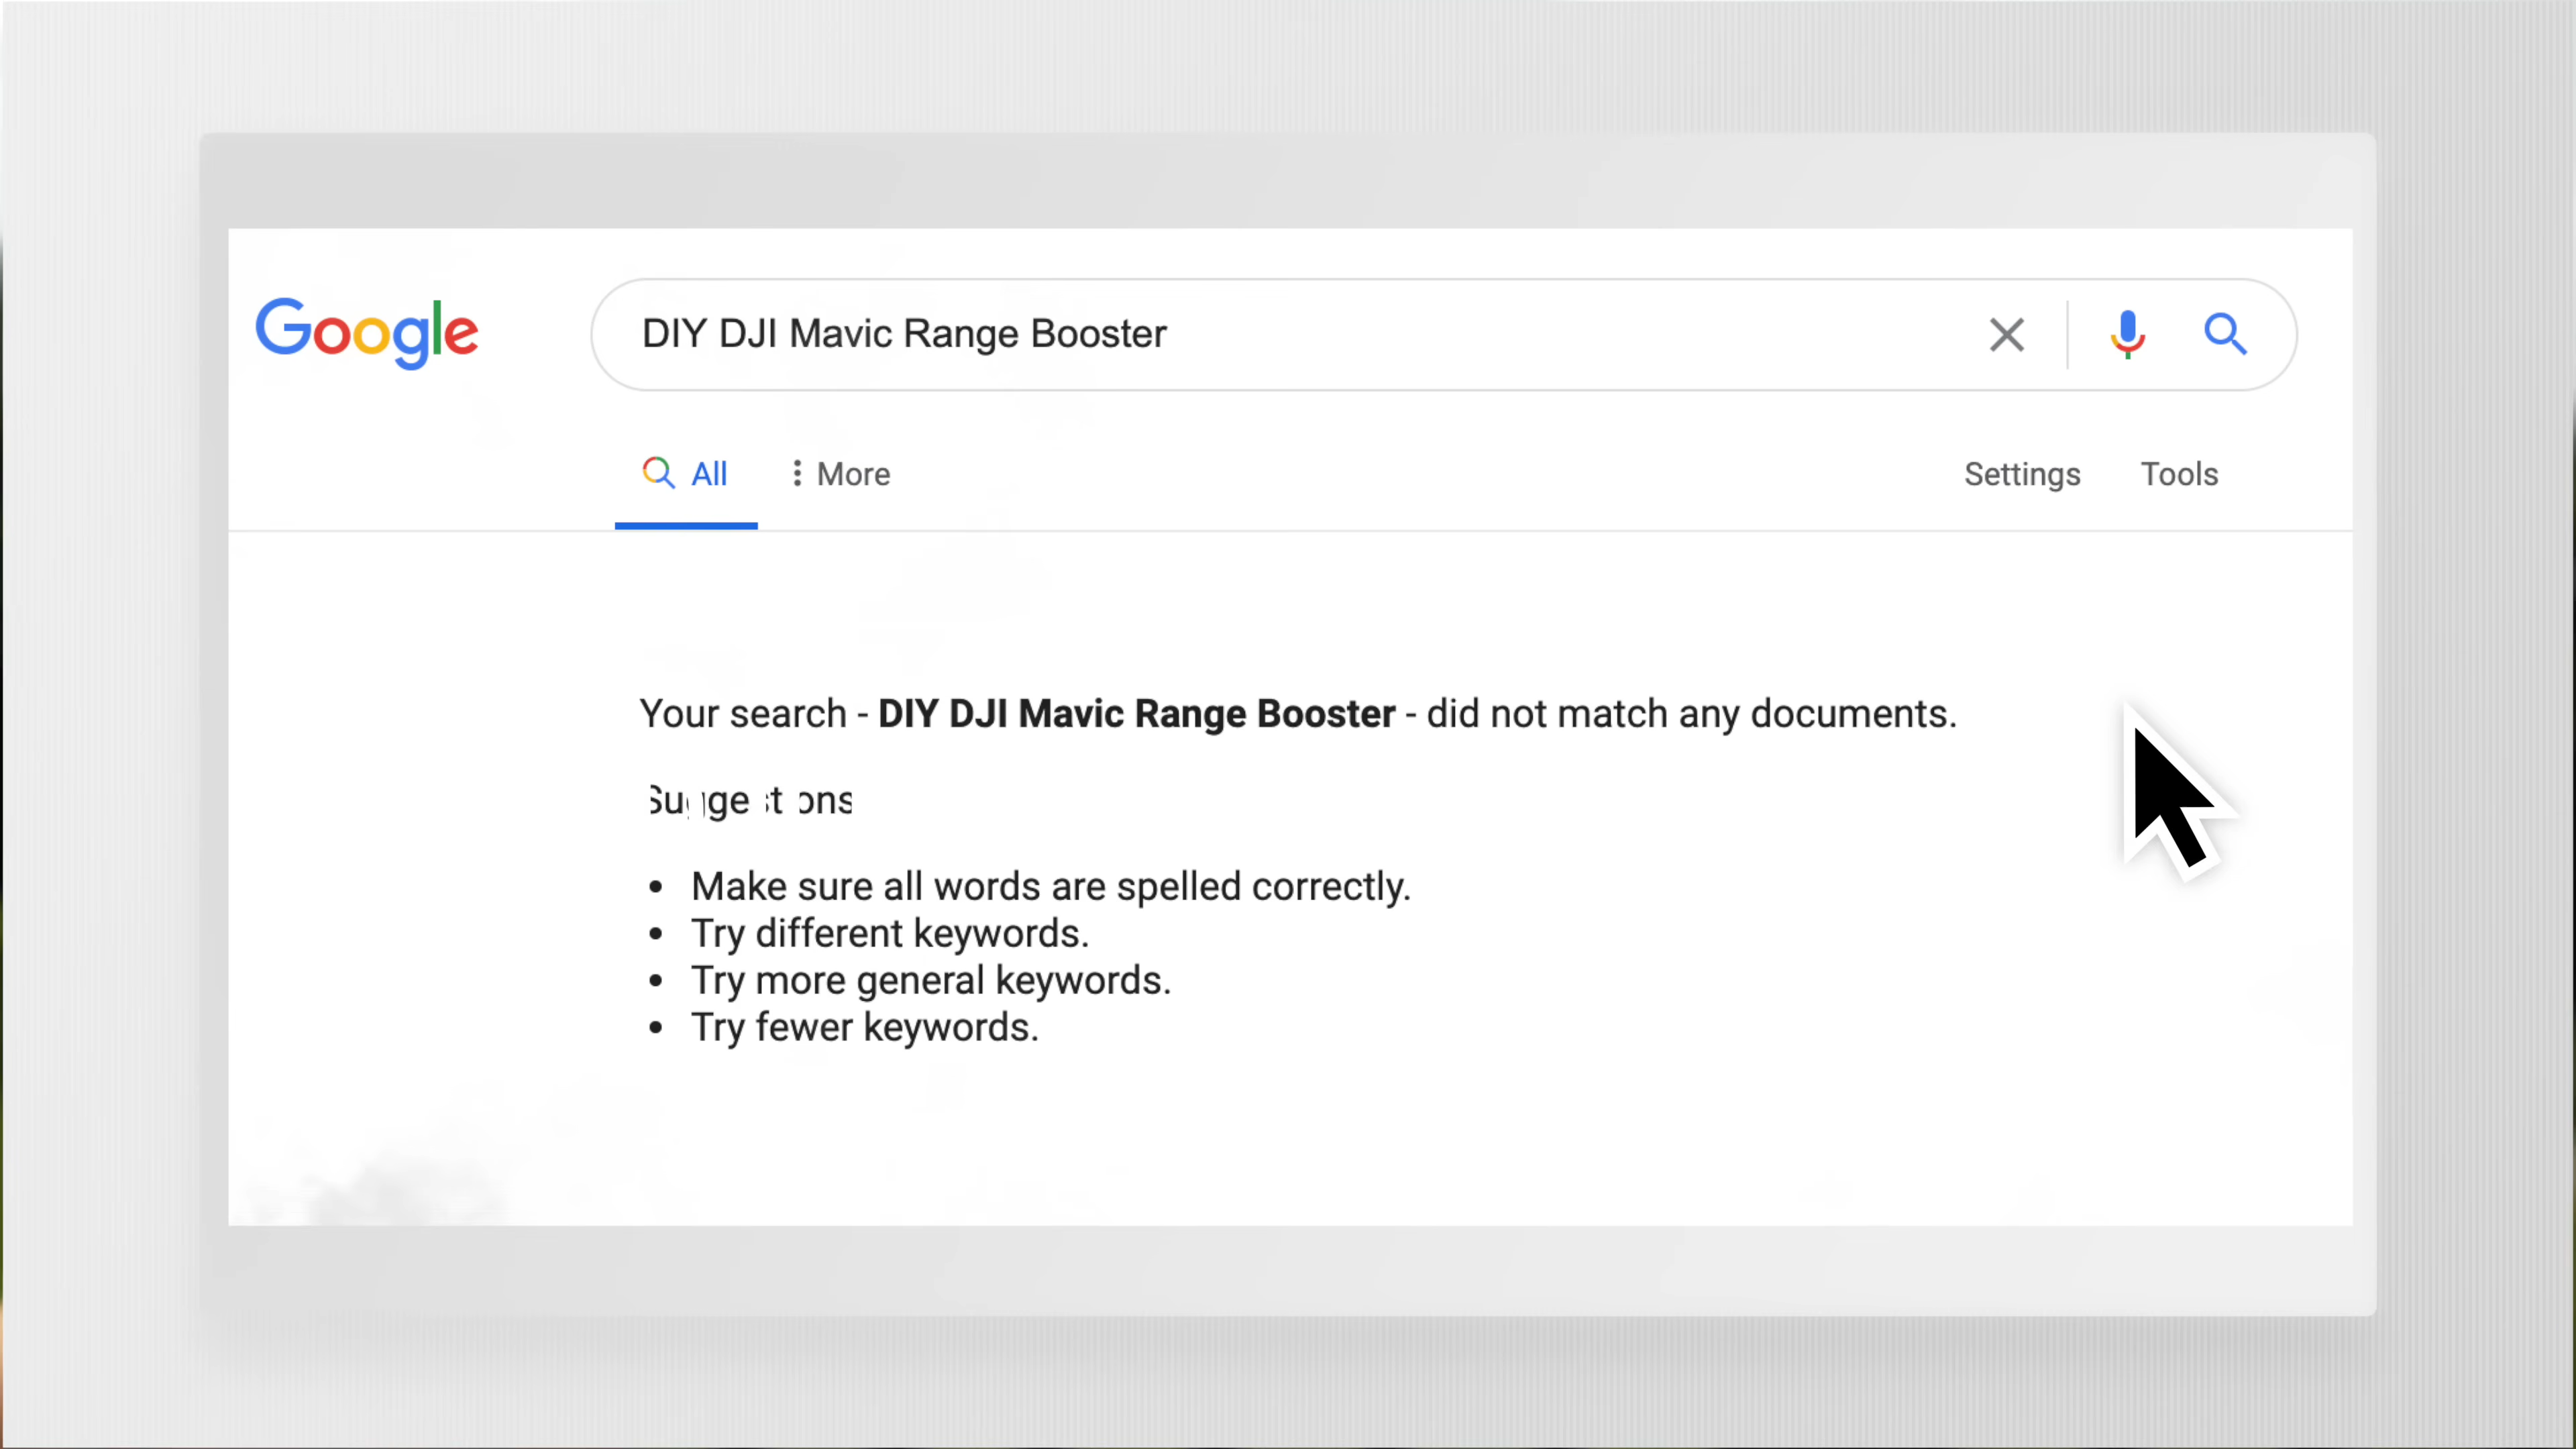 Google
DIY DJI Mavic Range Booster
All
More
Settings
Tools
Your search - DIY DJI Mavic Range Booster - did not match any documents.
Make sure all words are spelled correctly.
Try different keywords.
Try more general keywords.
Try fewer keywords.